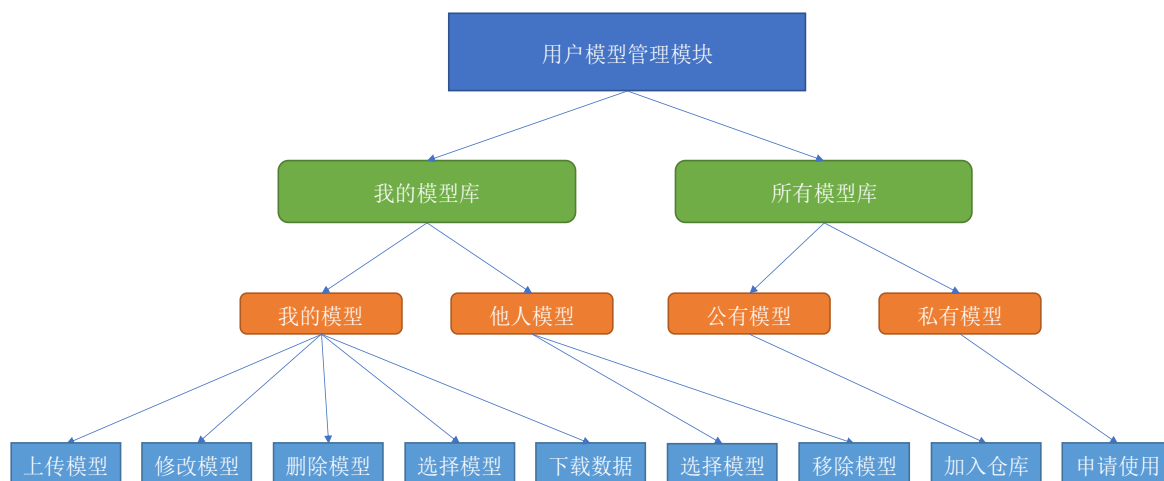 用户模型管理模块
我的模型库
所有模型库
我的模型
他人模型
公有模型
私有模型
上传模型
修改模型
删除模型
选择模型
下载数据
选择模型
移除模型
加入仓库
申请使用